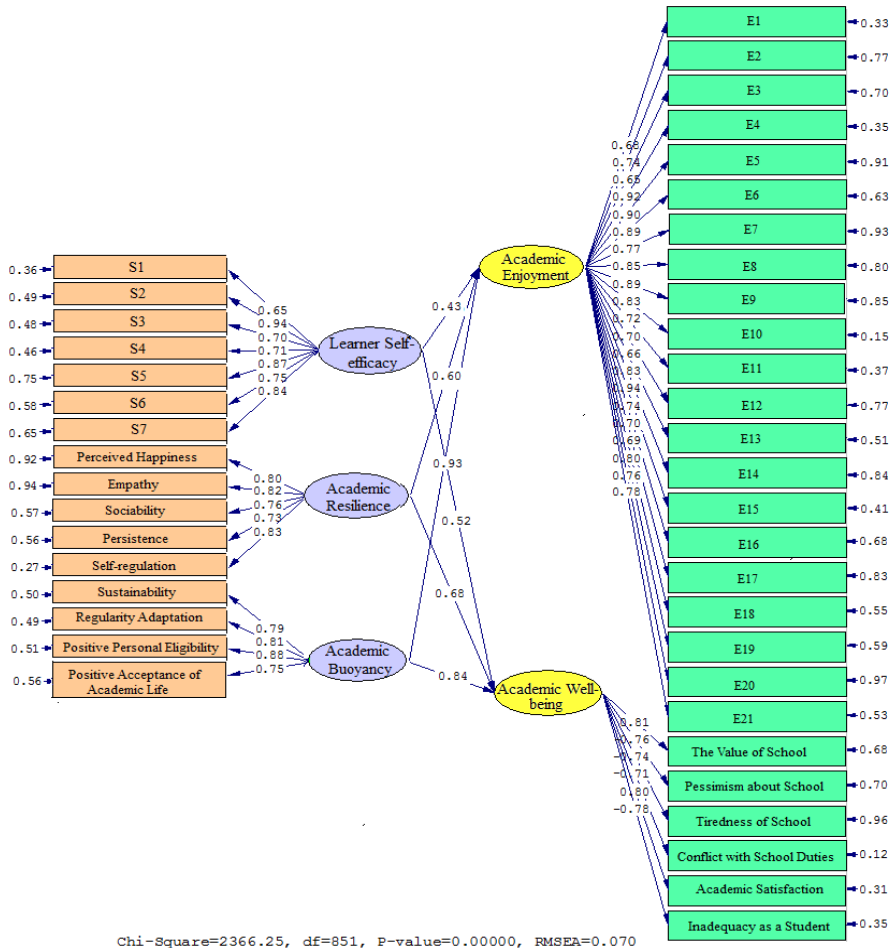 E1
0.33
E2
0.77
E3
0.70
E4
0.35
E5
0.91
E6
0.63
E7
0.93
E8
0.80
E9
0.85
E10
0.15
E11
0.37
E12
0.77
E13
0.51
E14
0.84
E15
0.41
E16
0.68
E17
0.83
E18
0.55
E19
0.59
E20
0.97
E21
0.53
0.68
0.74
0.65
0.92
0.90
0.89
0.77
0.85
0.89
0.83
0.72
0.70
0.66
0.83
0.94
0.74
0.70
0.69
0.80
0.76
0.78
Academic
Enjoyment
0.36
S1
0.49
S2
0.48
S3
0.46
S4
0.75
S5
0.58
S6
0.65
S7
0.65
0.94
0.70
0.71
0.87
0.75
0.84
Learner Self-
efficacy
0.92
Perceived Happiness
0.94
Empathy
0.57
Sociability
0.56
Persistence
0.27
Self-regulation
0.80
0.82
0.76
0.73
0.83
Academic
Resilience
0.50
Sustainability
0.49
Regularity Adaptation
0.51
Positive Personal Eligibility
0.56
Positive Acceptance of
Academic Life
0.79
0.81
0.88
0.75
Academic
Buoyancy
0.43
0.60
0.93
0.52
0.68
0.84
Academic Well-
being
0.81
-0.76
-0.74
-0.71
0.80
-0.78
The Value of School
0.68
Pessimism about School
0.70
Tiredness of School
0.96
Conflict with School Duties
0.12
Academic Satisfaction
0.31
Inadequacy as a Student
0.35
Chi-Square=2366.25, df=851, P-value=0.00000, RMSEA=0.070